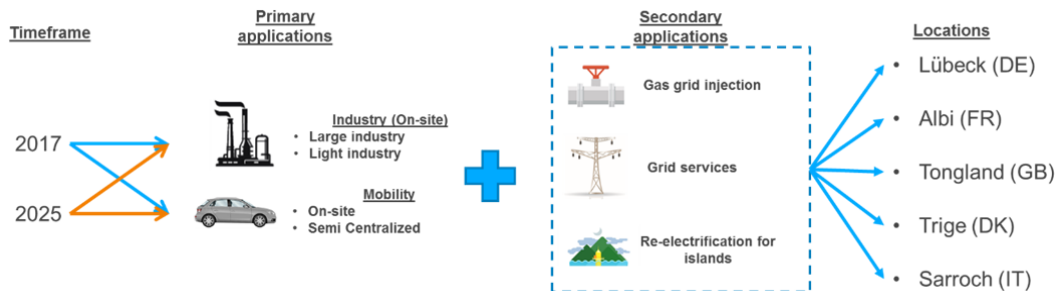 Timeframe
2017
2025
Primary
applications
Industry (On-site)
• Large industry
• Light industry
Mobility
• On-site
• Semi Centralized
Secondary
applications
Gas grid injection
Grid services
Re-electrification for
islands
Locations
• Lübeck (DE)
• Albi (FR)
• Tongland (GB)
• Trige (DK)
• Sarroch (IT)